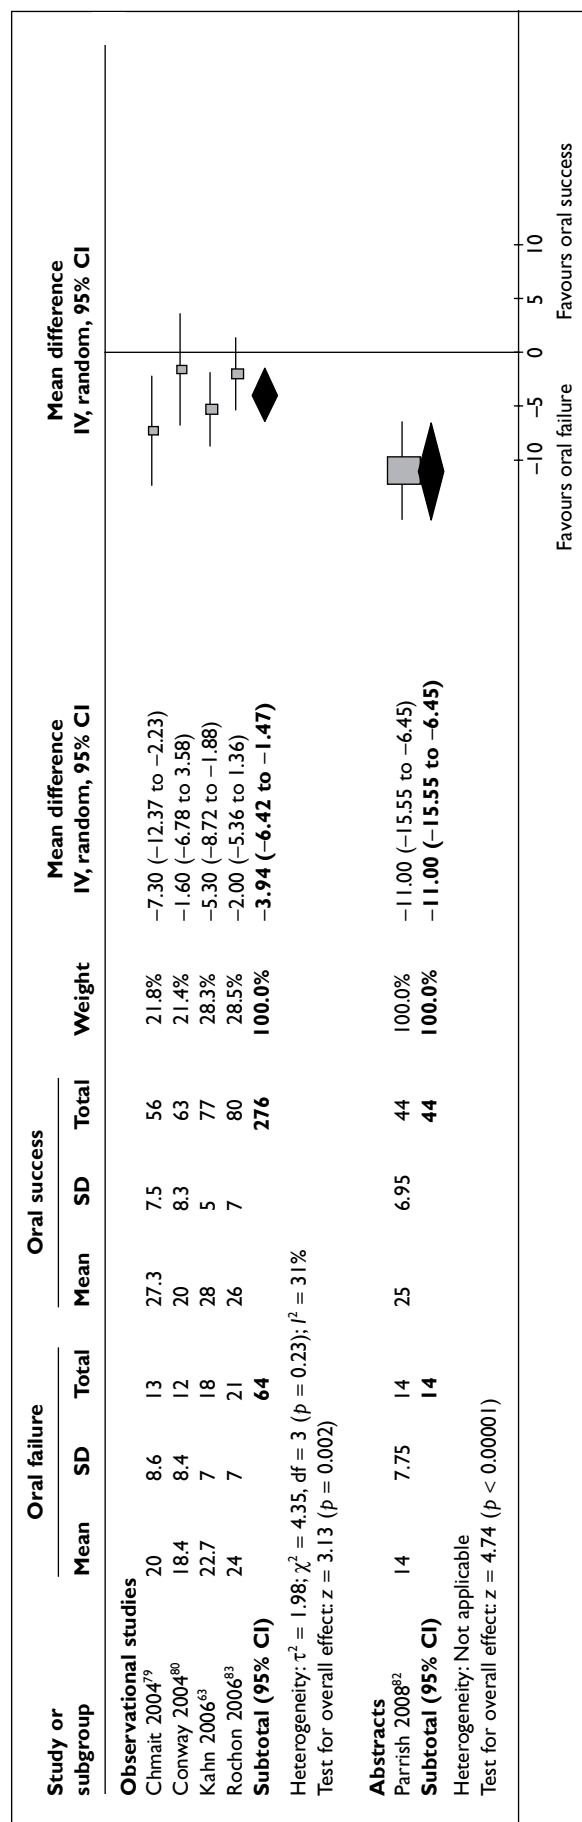 Oral failure Oral success Mean difference Mean difference
Study or subgroup Mean SD Total Mean SD Total Weight IV, random, 95% CI IV, random, 95% CI
Observational studies
Chmait 2004⁷⁹ 20 8.6 13 27.3 7.5 56 21.8% −7.30 (−12.37 to −2.23)
Conway 2004⁸⁰ 18.4 8.4 12 20 8.3 63 21.4% −1.60 (−6.78 to 3.58)
Kahn 2006⁶³ 22.7 7 18 28 5 77 28.3% −5.30 (−8.72 to −1.88)
Rochon 2006⁸³ 24 7 21 26 7 80 28.5% −2.00 (−5.36 to 1.36)
Subtotal (95% CI) 64 276 100.0% −3.94 (−6.42 to −1.47)
Heterogeneity: τ² = 1.98; χ² = 4.35, df = 3 (p = 0.23); I² = 31%
Test for overall effect: z = 3.13 (p = 0.002)
Abstracts
Parrish 2008⁸² 14 7.75 14 25 6.95 44 100.0% −11.00 (−15.55 to −6.45)
Subtotal (95% CI) 14 44 100.0% −11.00 (−15.55 to −6.45)
Heterogeneity: Not applicable
Test for overall effect: z = 4.74 (p < 0.00001)
−10 −5 0 5 10
Favours oral failure Favours oral success